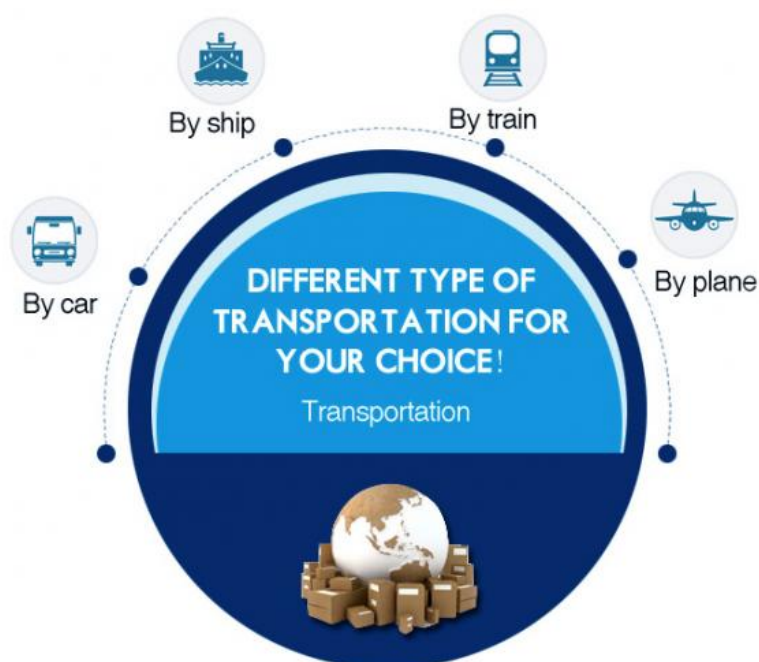 By ship
By train
By car
By plane
DIFFERENT TYPE OF
TRANSPORTATION FOR
YOUR CHOICE!
Transportation